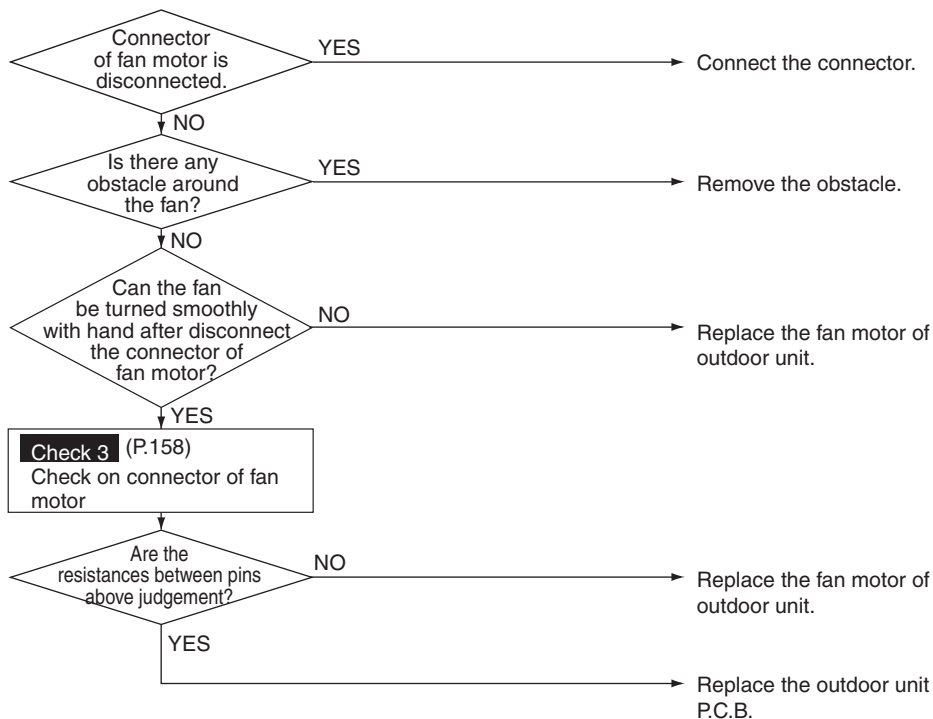 Connector
of fan motor is
disconnected.
YES
Connect the connector.
NO
Is there any
obstacle around
the fan?
YES
Remove the obstacle.
NO
Can the fan
be turned smoothly
with hand after disconnect
the connector of
fan motor?
NO
Replace the fan motor of
outdoor unit.
YES
Check 3 (P.158)
Check on connector of fan
motor
Are the
resistances between pins
above judgement?
NO
Replace the fan motor of
outdoor unit.
YES
Replace the outdoor unit
P.C.B.